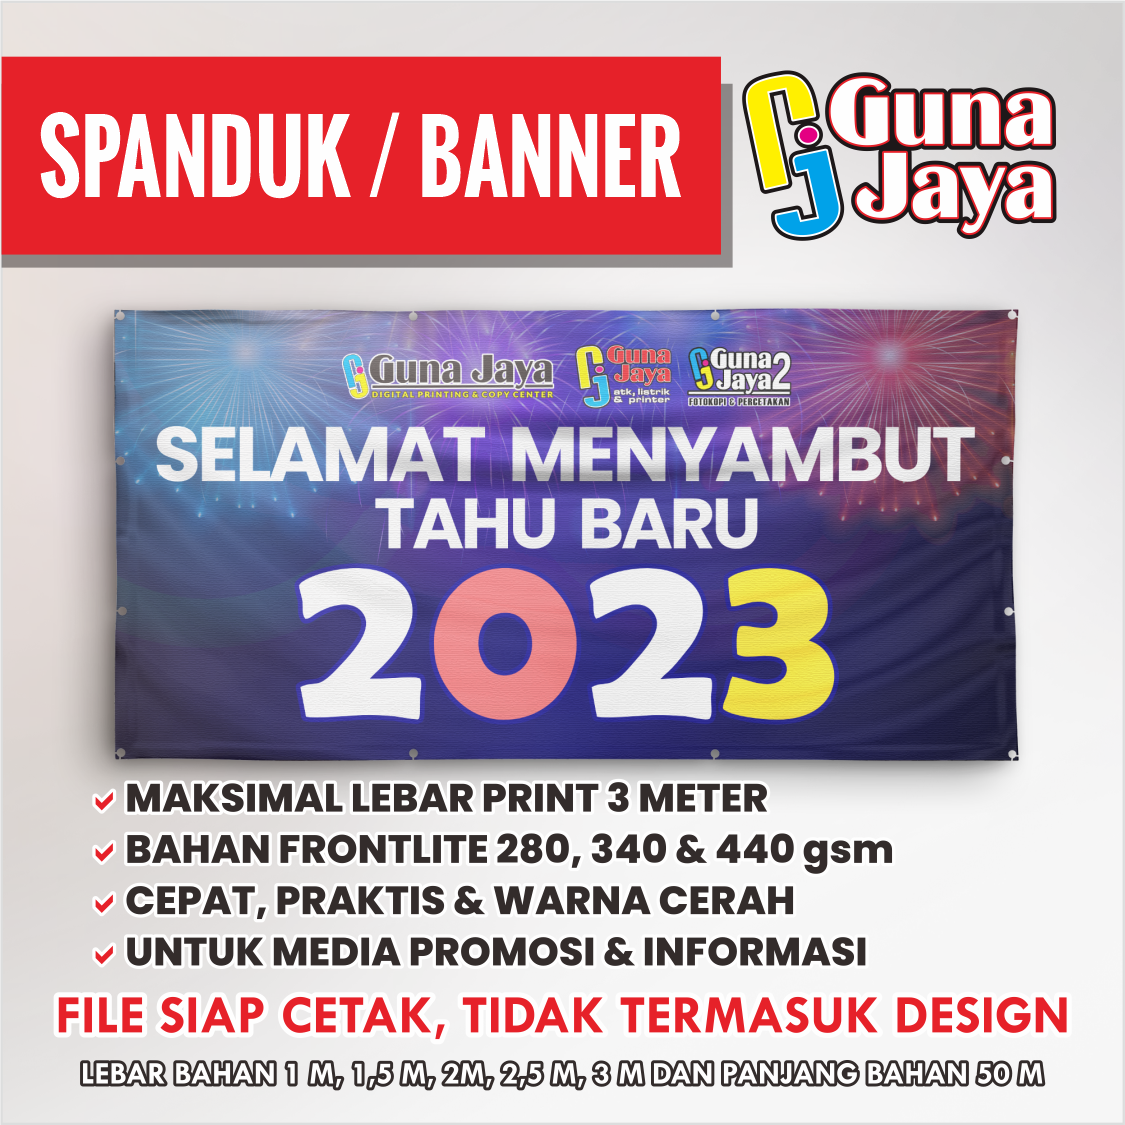 SPANDUK / BANNER
Guna
Jaya
Guna Jaya
DIGITAL PRINTING & COPY CENTER
Guna
Jaya
atk, listrik
& printer
Guna
Jaya2
FOTOKOPI & PERCETAKAN
SELAMAT MENYAMBUT
TAHU BARU
2023
MAKSIMAL LEBAR PRINT 3 METER
BAHAN FRONTLITE 280, 340 & 440 gsm
CEPAT, PRAKTIS & WARNA CERAH
UNTUK MEDIA PROMOSI & INFORMASI
FILE SIAP CETAK, TIDAK TERMASUK DESIGN
LEBAR BAHAN 1 M, 1,5 M, 2M, 2,5 M, 3 M DAN PANJANG BAHAN 50 M